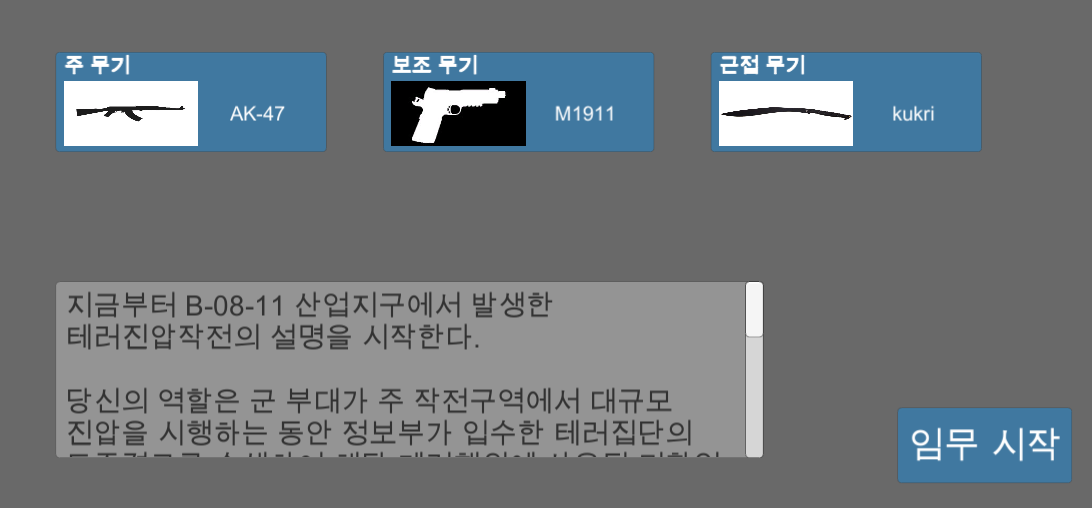 주 무기
AK-47
보조 무기
M1911
근접 무기
kukri
지금부터 B-08-11 산업지구에서 발생한
테러진압작전의 설명을 시작한다.
당신의 역할은 군 부대가 주 작전구역에서 대규모
진압을 시행하는 동안 정보부가 입수한 테러집단의
임무 시작